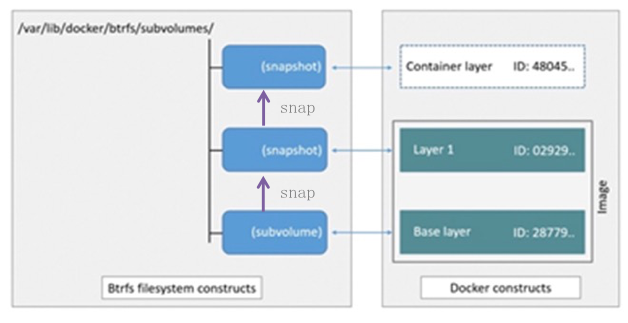 /var/lib/docker/btrfs/subvolumes/
(snapshot)
Container layer ID: 48045..
snap
(snapshot)
Layer 1 ID: 02929..
snap
Image
(subvolume)
Base layer ID: 28779..
Btrfs filesystem constructs
Docker constructs